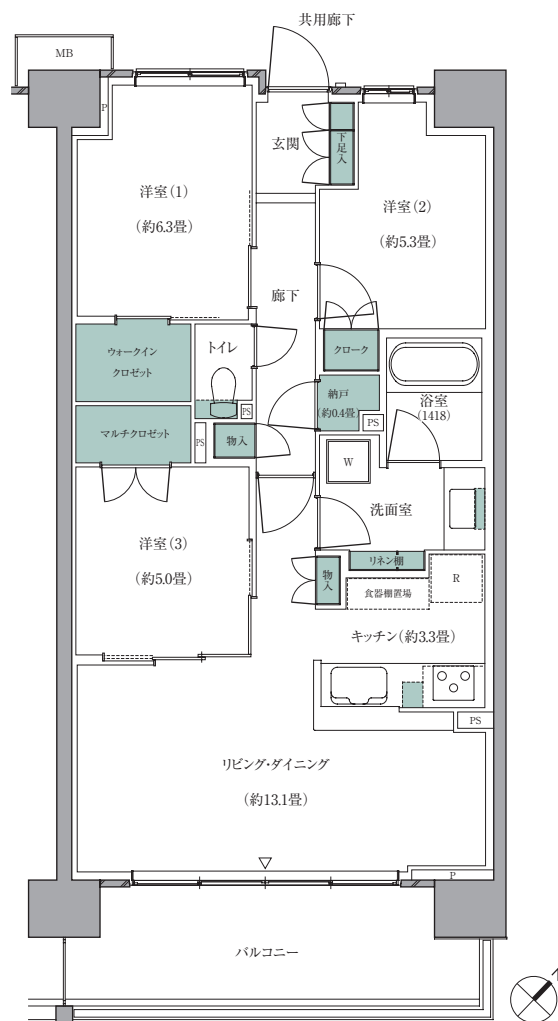 共用廊下
MB
P
玄関
下足入
洋室(1)
(約6.3畳)
洋室(2)
(約5.3畳)
廊下
トイレ
ウォークイン
クロゼット
クローク
納戸
(約0.4畳)
浴室
(1418)
PS
PS
PS
マルチクロゼット
物入
W
洗面室
洋室(3)
(約5.0畳)
リネン棚
物入
食器棚置場
R
キッチン(約3.3畳)
PS
リビング・ダイニング
(約13.1畳)
P
バルコニー